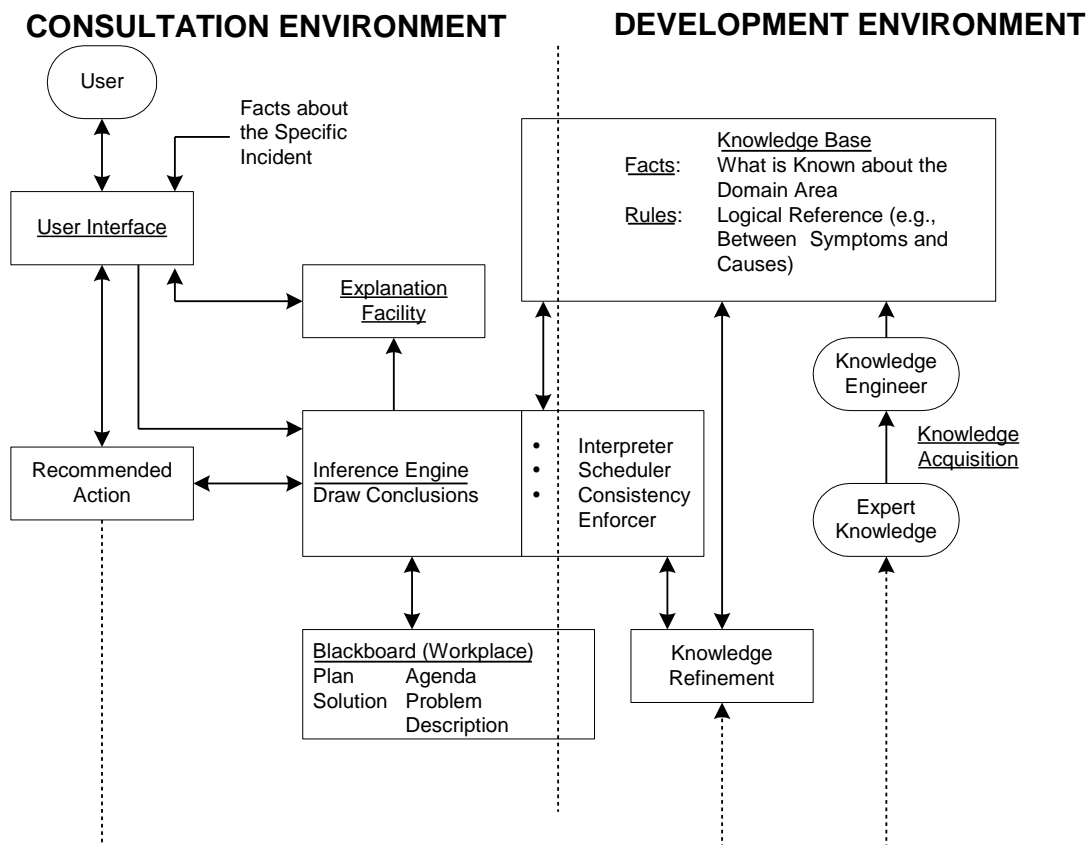 CONSULTATION ENVIRONMENT
DEVELOPMENT ENVIRONMENT
User
Facts about
the Specific
Incident
User Interface
Knowledge Base
Facts: What is Known about the
Domain Area
Rules: Logical Reference (e.g.,
Between Symptoms and
Causes)
Explanation
Facility
Knowledge
Engineer
Knowledge
Acquisition
Recommended
Action
Inference Engine
Draw Conclusions
• Interpreter
• Scheduler
• Consistency
Enforcer
Expert
Knowledge
Blackboard (Workplace)
Plan Agenda
Solution Problem
Description
Knowledge
Refinement